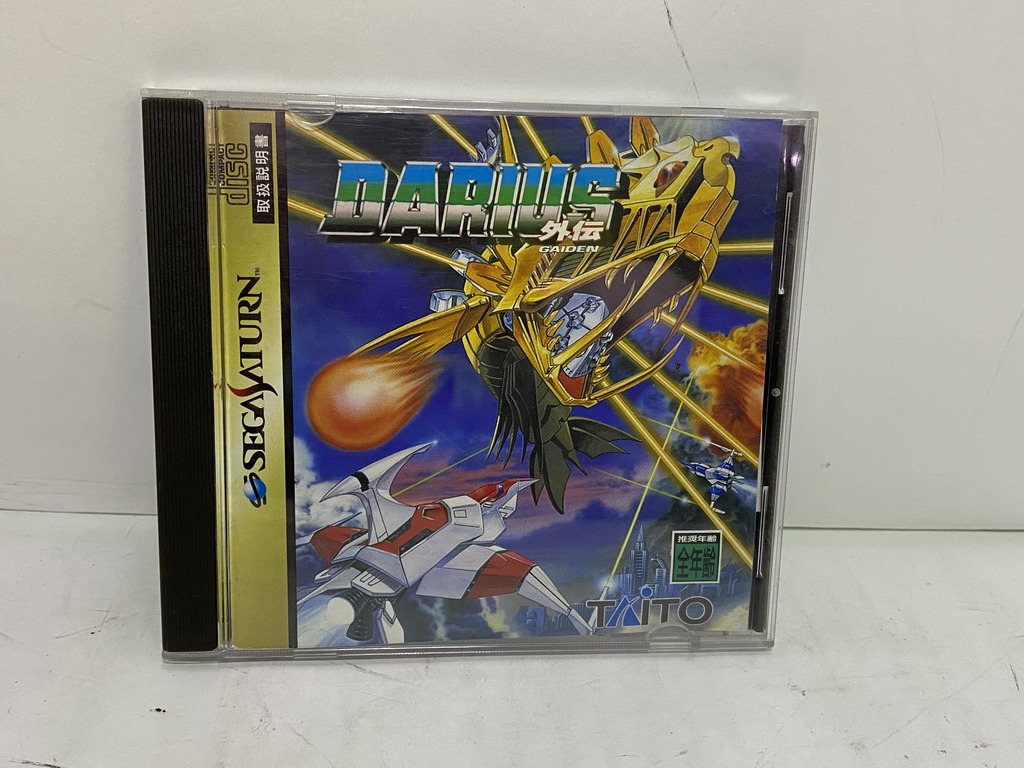 COMPACT
disc
取扱説明書
SEGA SATURN™
DARIUS
外伝
GAIDEN
推奨年齢
全年齢
TAITO